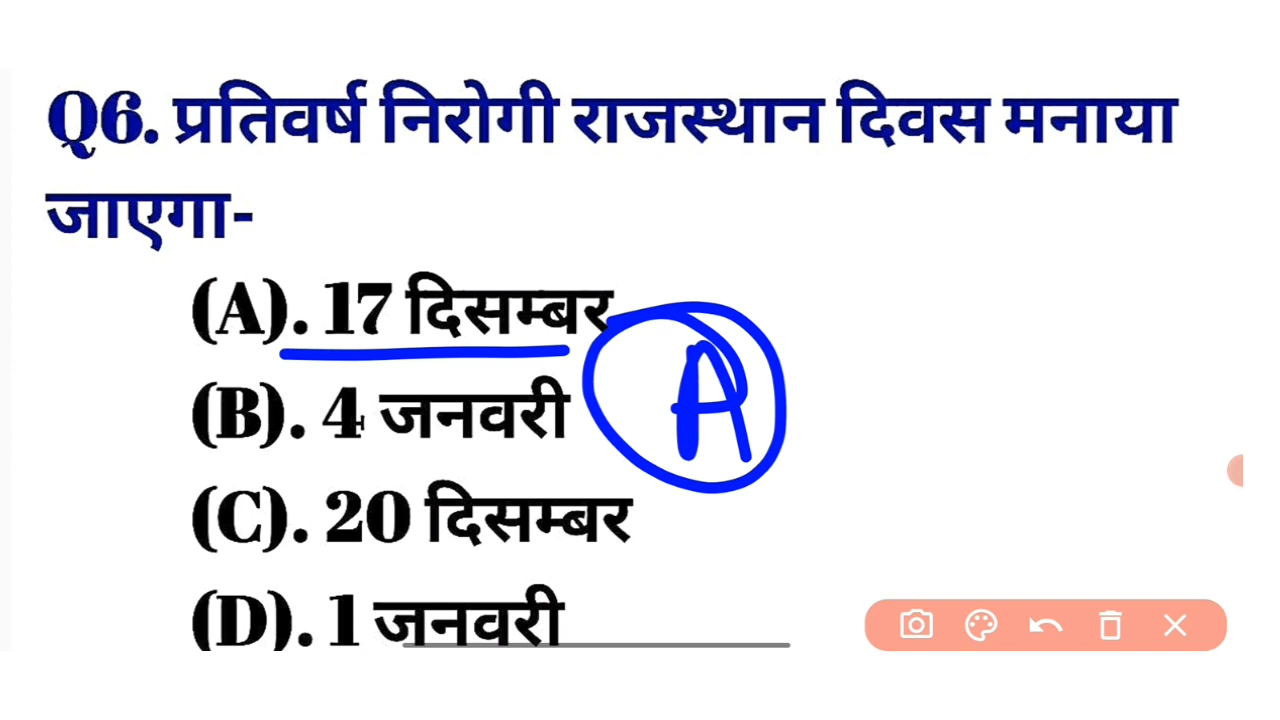 Q6. प्रतिवर्ष निरोगी राजस्थान दिवस मनाया
जाएगा-
(A). 17 दिसम्बर
A
(B). 4 जनवरी
(C). 20 दिसम्बर
(D). 1 जनवरी